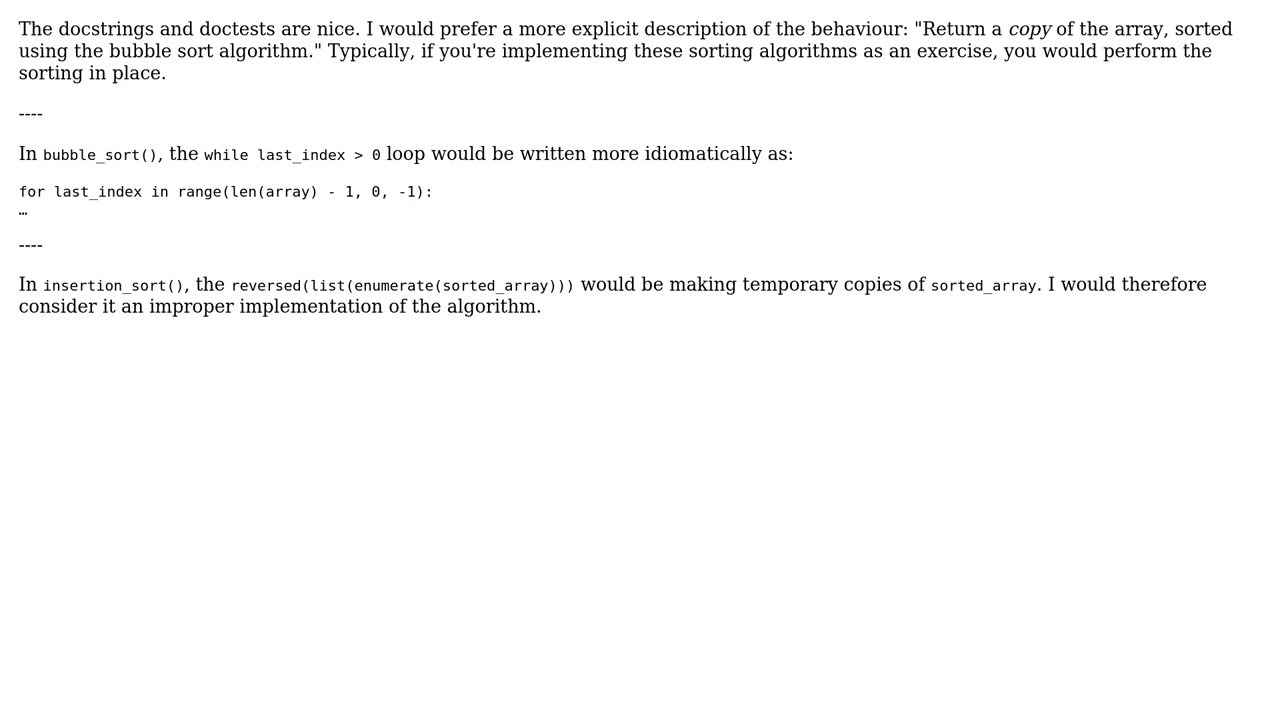 The docstrings and doctests are nice. I would prefer a more explicit description of the behaviour: "Return a copy of the array, sorted
using the bubble sort algorithm." Typically, if you're implementing these sorting algorithms as an exercise, you would perform the
sorting in place.
----
In bubble_sort(), the while last_index > 0 loop would be written more idiomatically as:
for last_index in range(len(array) - 1, 0, -1):
…
----
In insertion_sort(), the reversed(list(enumerate(sorted_array))) would be making temporary copies of sorted_array. I would therefore
consider it an improper implementation of the algorithm.